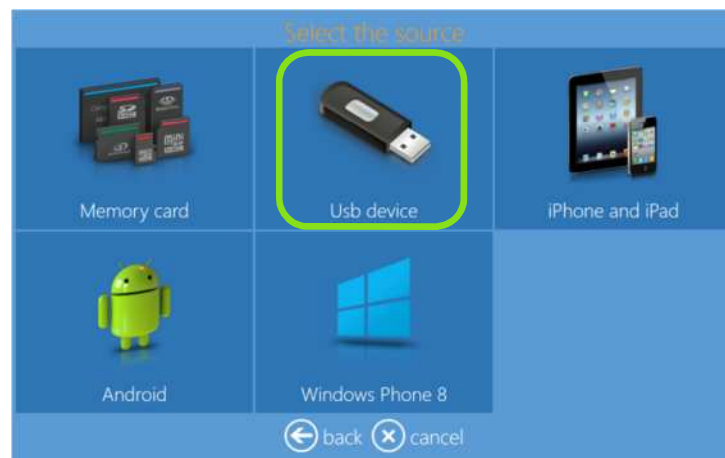 Select the source
Memory card
Usb device
iPhone and iPad
Android
Windows Phone 8
back
cancel